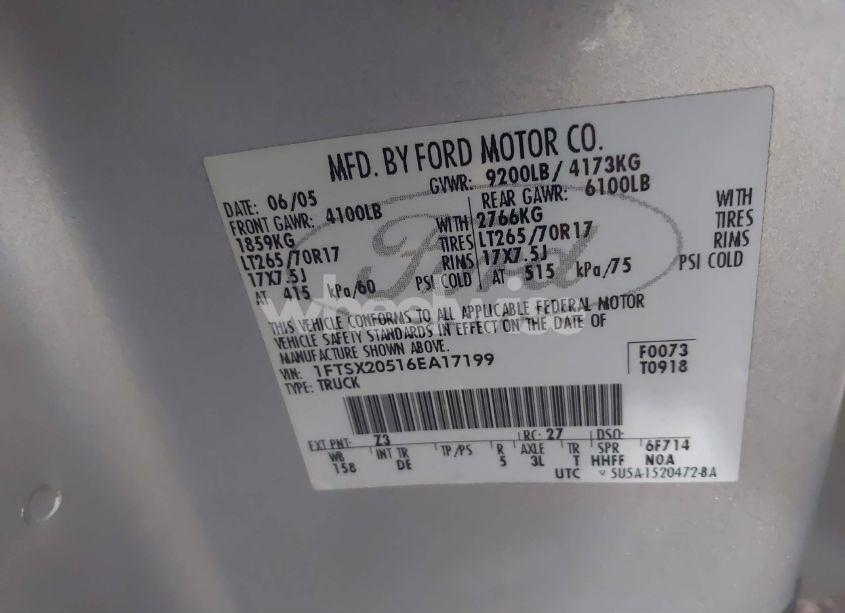 MFD. BY FORD MOTOR CO.
DATE: 06/05 GVWR: 9200LB/ 4173KG
FRONT GAWR: 4100LB REAR GAWR: 6100LB
1859KG WITH 2766KG WITH
LT265/70R17 TIRES LT265/70R17 TIRES
17X7.5J RIMS 17X7.5J RIMS
AT 415 kPa/60 PSI COLD AT 515 kPa/75 PSI COLD
THIS VEHICLE CONFORMS TO ALL APPLICABLE FEDERAL MOTOR
VEHICLE SAFETY STANDARDS IN EFFECT ON THE DATE OF
MANUFACTURE SHOWN ABOVE.
VIN: 1FTSX20516EA17199 F0073
TYPE: TRUCK T0918
EXT PNT: Z3 RC: 27 DSO:
WB INT TR TP/PS R AXLE TR SPR 6F714
158 DE 5 3L T HHFF NOA
UTC 5U5A-1520472-BA
Ford